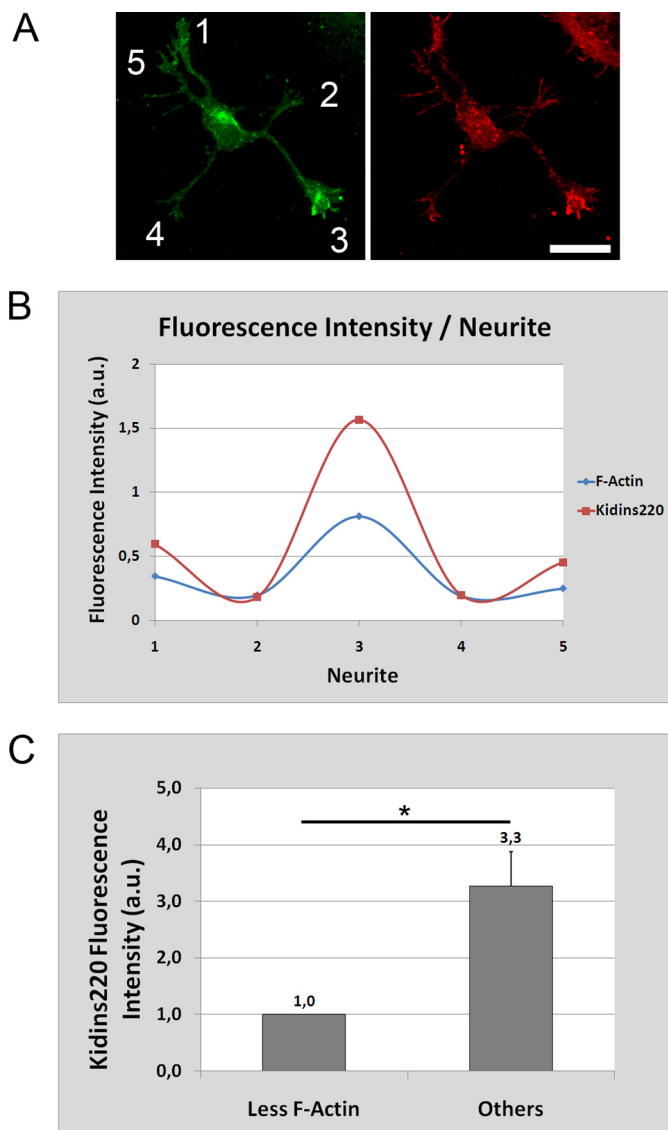 A
1
5
2
4
3
B
Fluorescence Intensity / Neurite
Fluorescence Intensity (a.u.)
2
1,5
1
0,5
0
1 2 3 4 5
Neurite
F-Actin
Kidins220
C
Kidins220 Fluorescence
Intensity (a.u.)
5,0
4,0
3,0
2,0
1,0
0,0
*
1,0
3,3
Less F-Actin Others